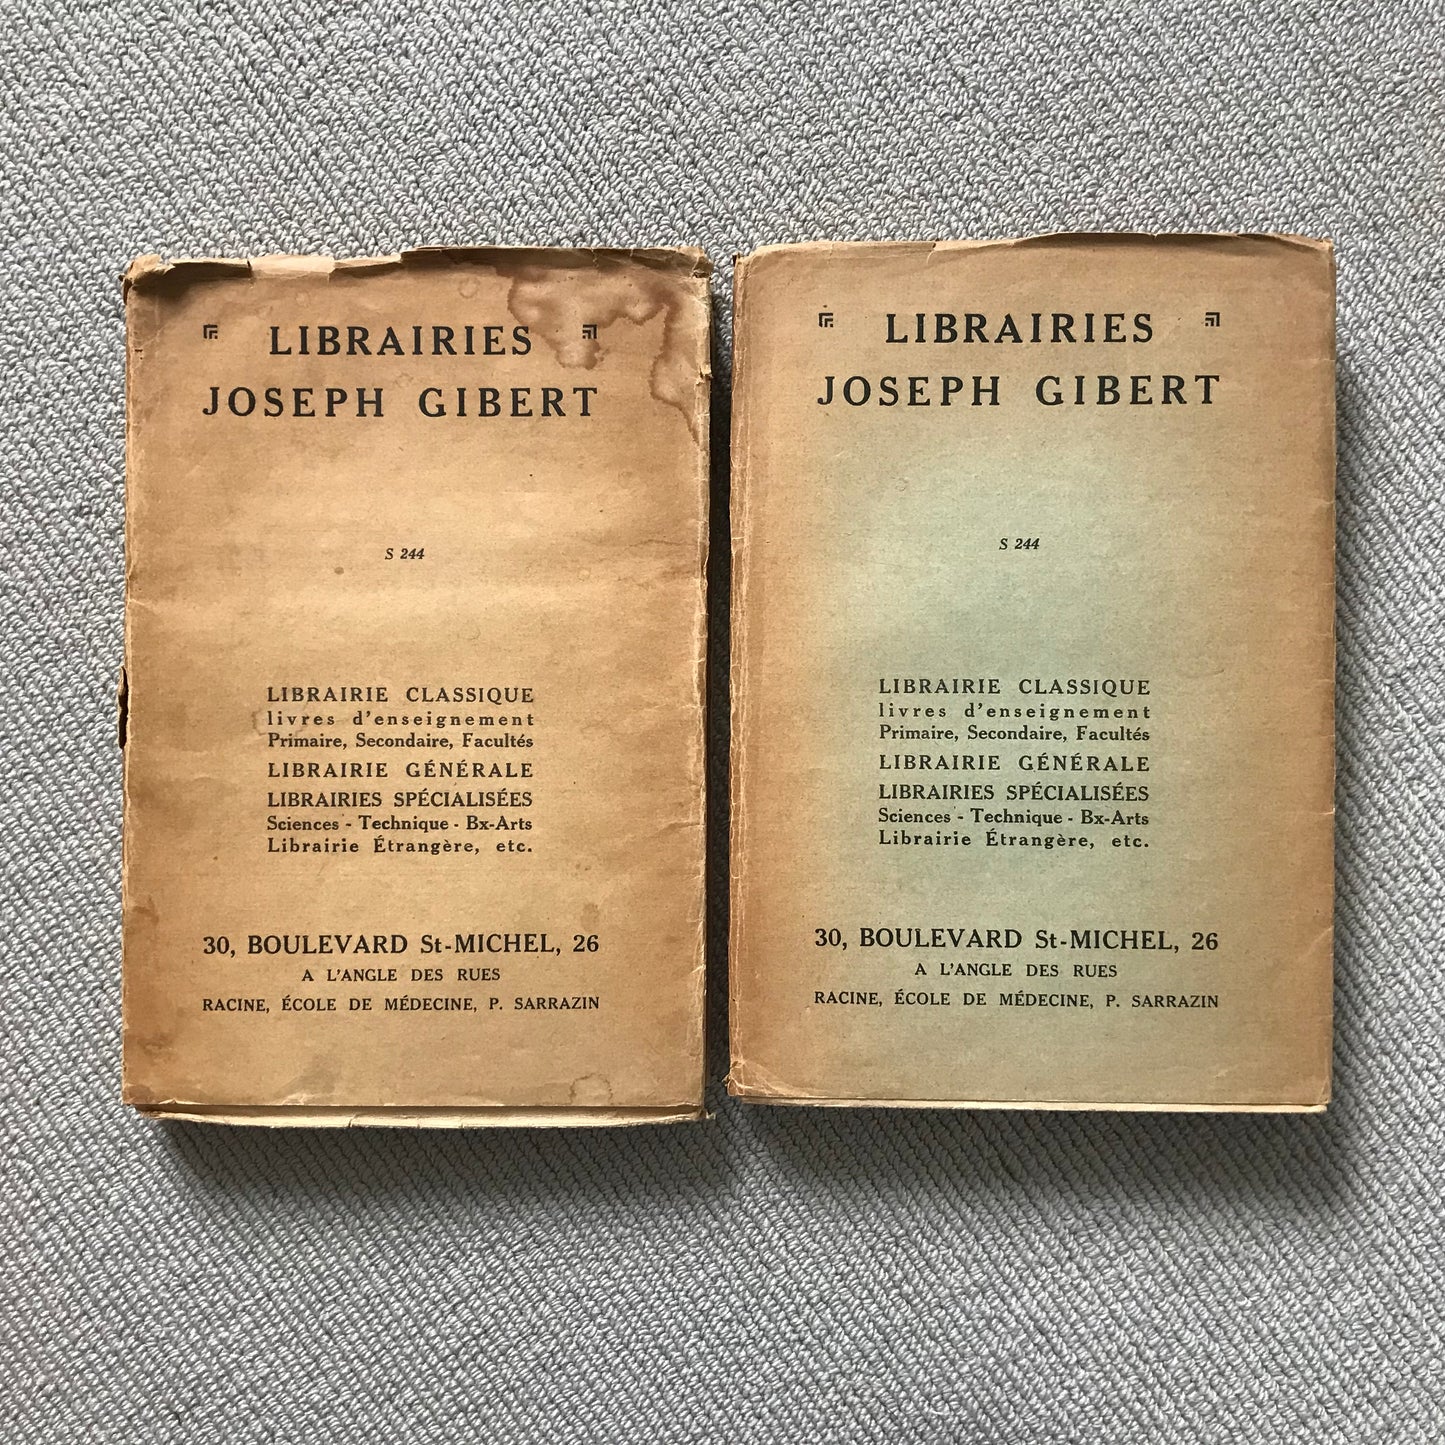 LIBRAIRIES
JOSEPH GIBERT
S 244
LIBRAIRIE CLASSIQUE
livres d'enseignement
Primaire, Secondaire, Facultés
LIBRAIRIE GÉNÉRALE
LIBRAIRIES SPÉCIALISÉES
Sciences - Technique - Bx-Arts
Librairie Étrangère, etc.
30, BOULEVARD St-MICHEL, 26
A L'ANGLE DES RUES
RACINE, ÉCOLE DE MÉDECINE, P. SARRAZIN
LIBRAIRIES
JOSEPH GIBERT
S 244
LIBRAIRIE CLASSIQUE
livres d'enseignement
Primaire, Secondaire, Facultés
LIBRAIRIE GÉNÉRALE
LIBRAIRIES SPÉCIALISÉES
Sciences - Technique - Bx-Arts
Librairie Étrangère, etc.
30, BOULEVARD St-MICHEL, 26
A L'ANGLE DES RUES
RACINE, ÉCOLE DE MÉDECINE, P. SARRAZIN